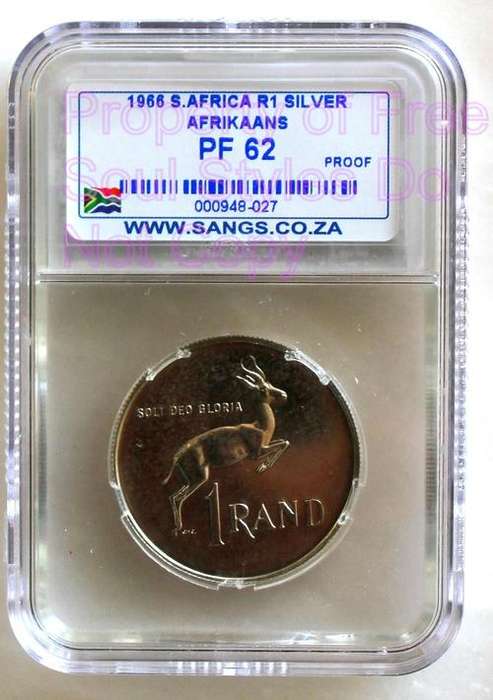 1966 S.AFRICA R1 SILVER
AFRIKAANS
PF 62
PROOF
000948-027
WWW.SANGS.CO.ZA
Property of Free
Soul Styles Do
Not Copy
SOLI DEO GLORIA
1 RAND